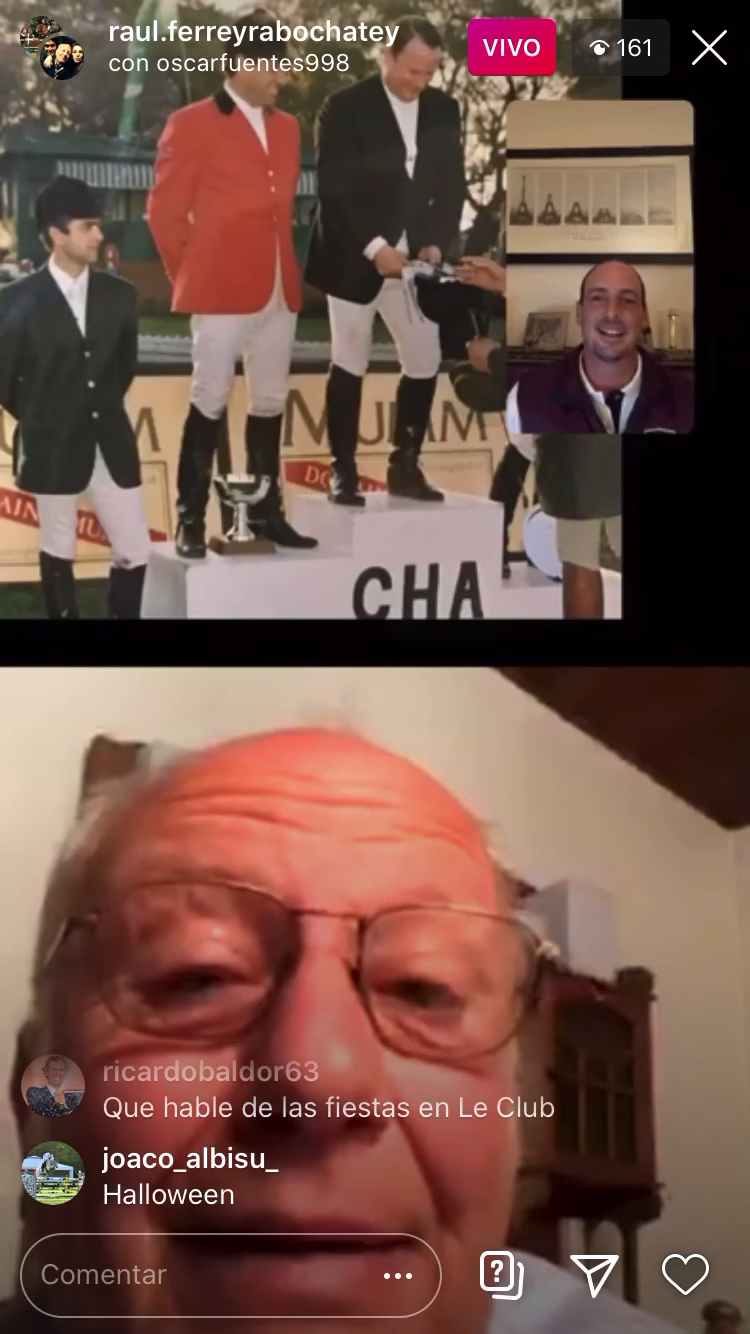 raul.ferreyrabochatey
con oscarfuentes998
VIVO
161
MUMM
CHA
ricardobaldor63
Que hable de las fiestas en Le Club
joaco_albisu_
Halloween
Comentar